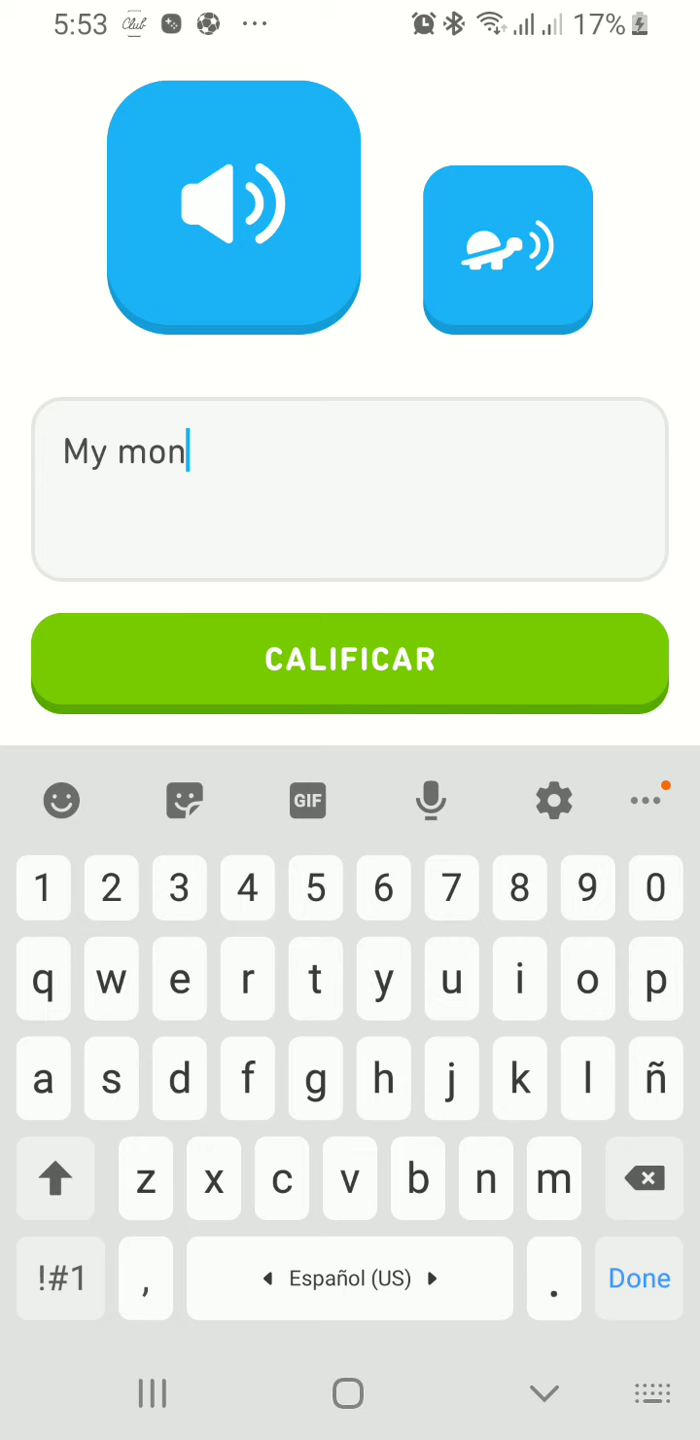 5:53 Club 17%
My mon
CALIFICAR
GIF
1 2 3 4 5 6 7 8 9 0
q w e r t y u i o p
a s d f g h j k l ñ
z x c v b n m
!#1 , Español (US) . Done